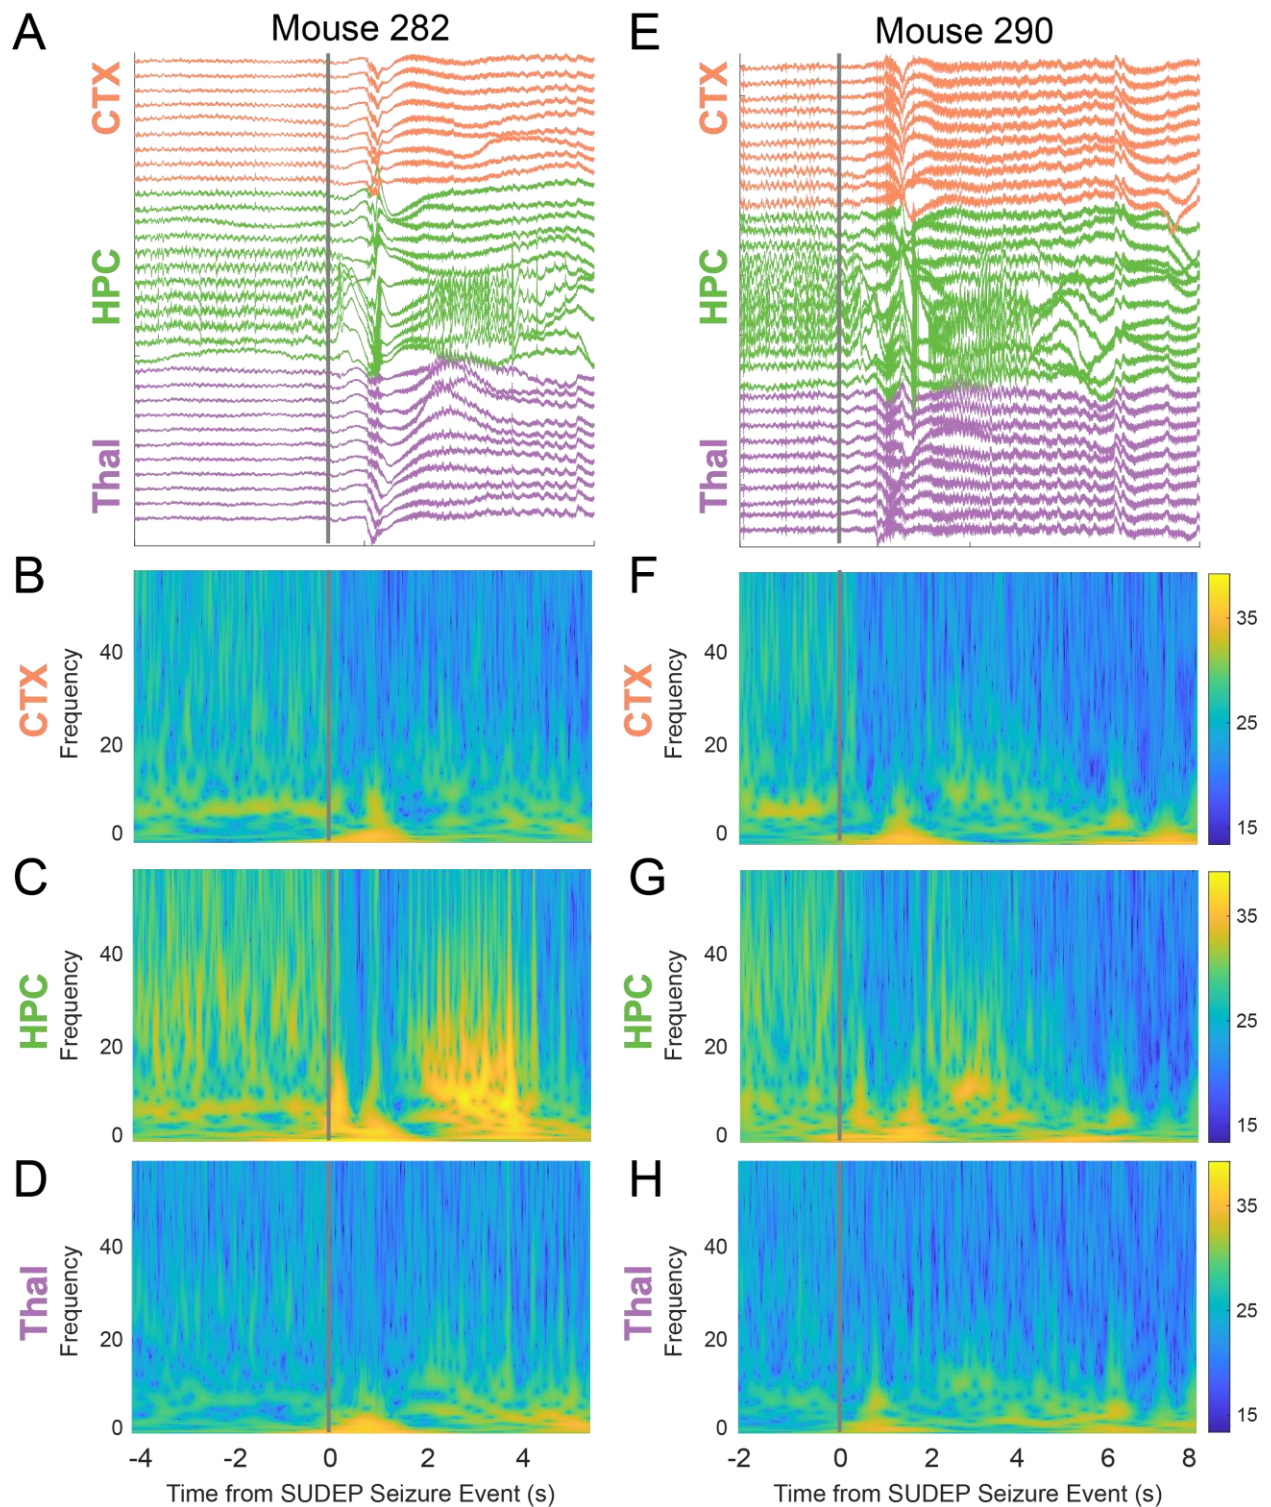 A
Mouse 282
E
Mouse 290
CTX
HPC
Thal
CTX
HPC
Thal
B
CTX
Frequency
40
20
0
F
CTX
Frequency
40
20
0
35
25
15
C
HPC
Frequency
40
20
0
G
HPC
Frequency
40
20
0
35
25
15
D
Thal
Frequency
40
20
0
H
Thal
Frequency
40
20
0
35
25
15
-4 -2 0 2 4
Time from SUDEP Seizure Event (s)
-2 0 2 4 6 8
Time from SUDEP Seizure Event (s)